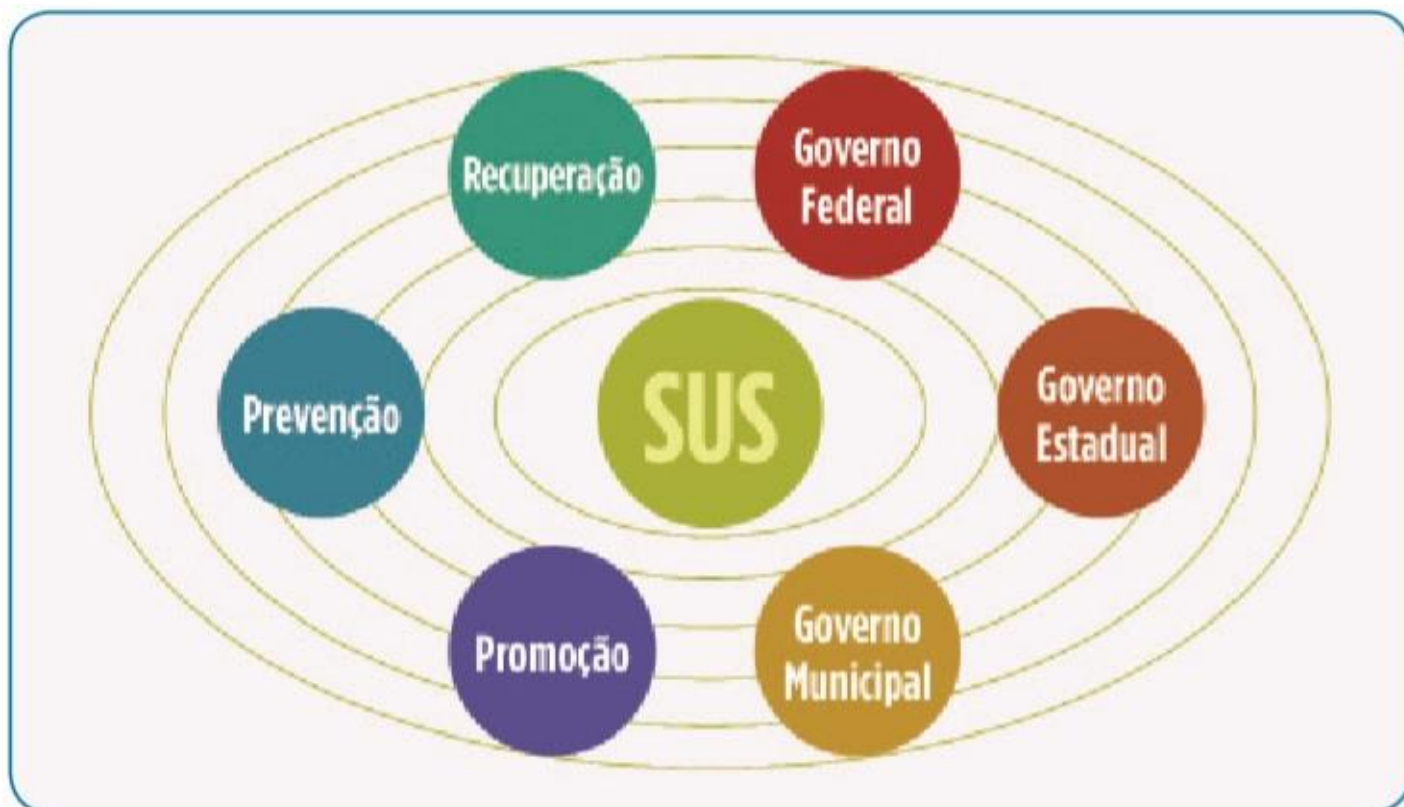 Recuperação
Governo
Federal
Prevenção
SUS
Governo
Estadual
Promoção
Governo
Municipal